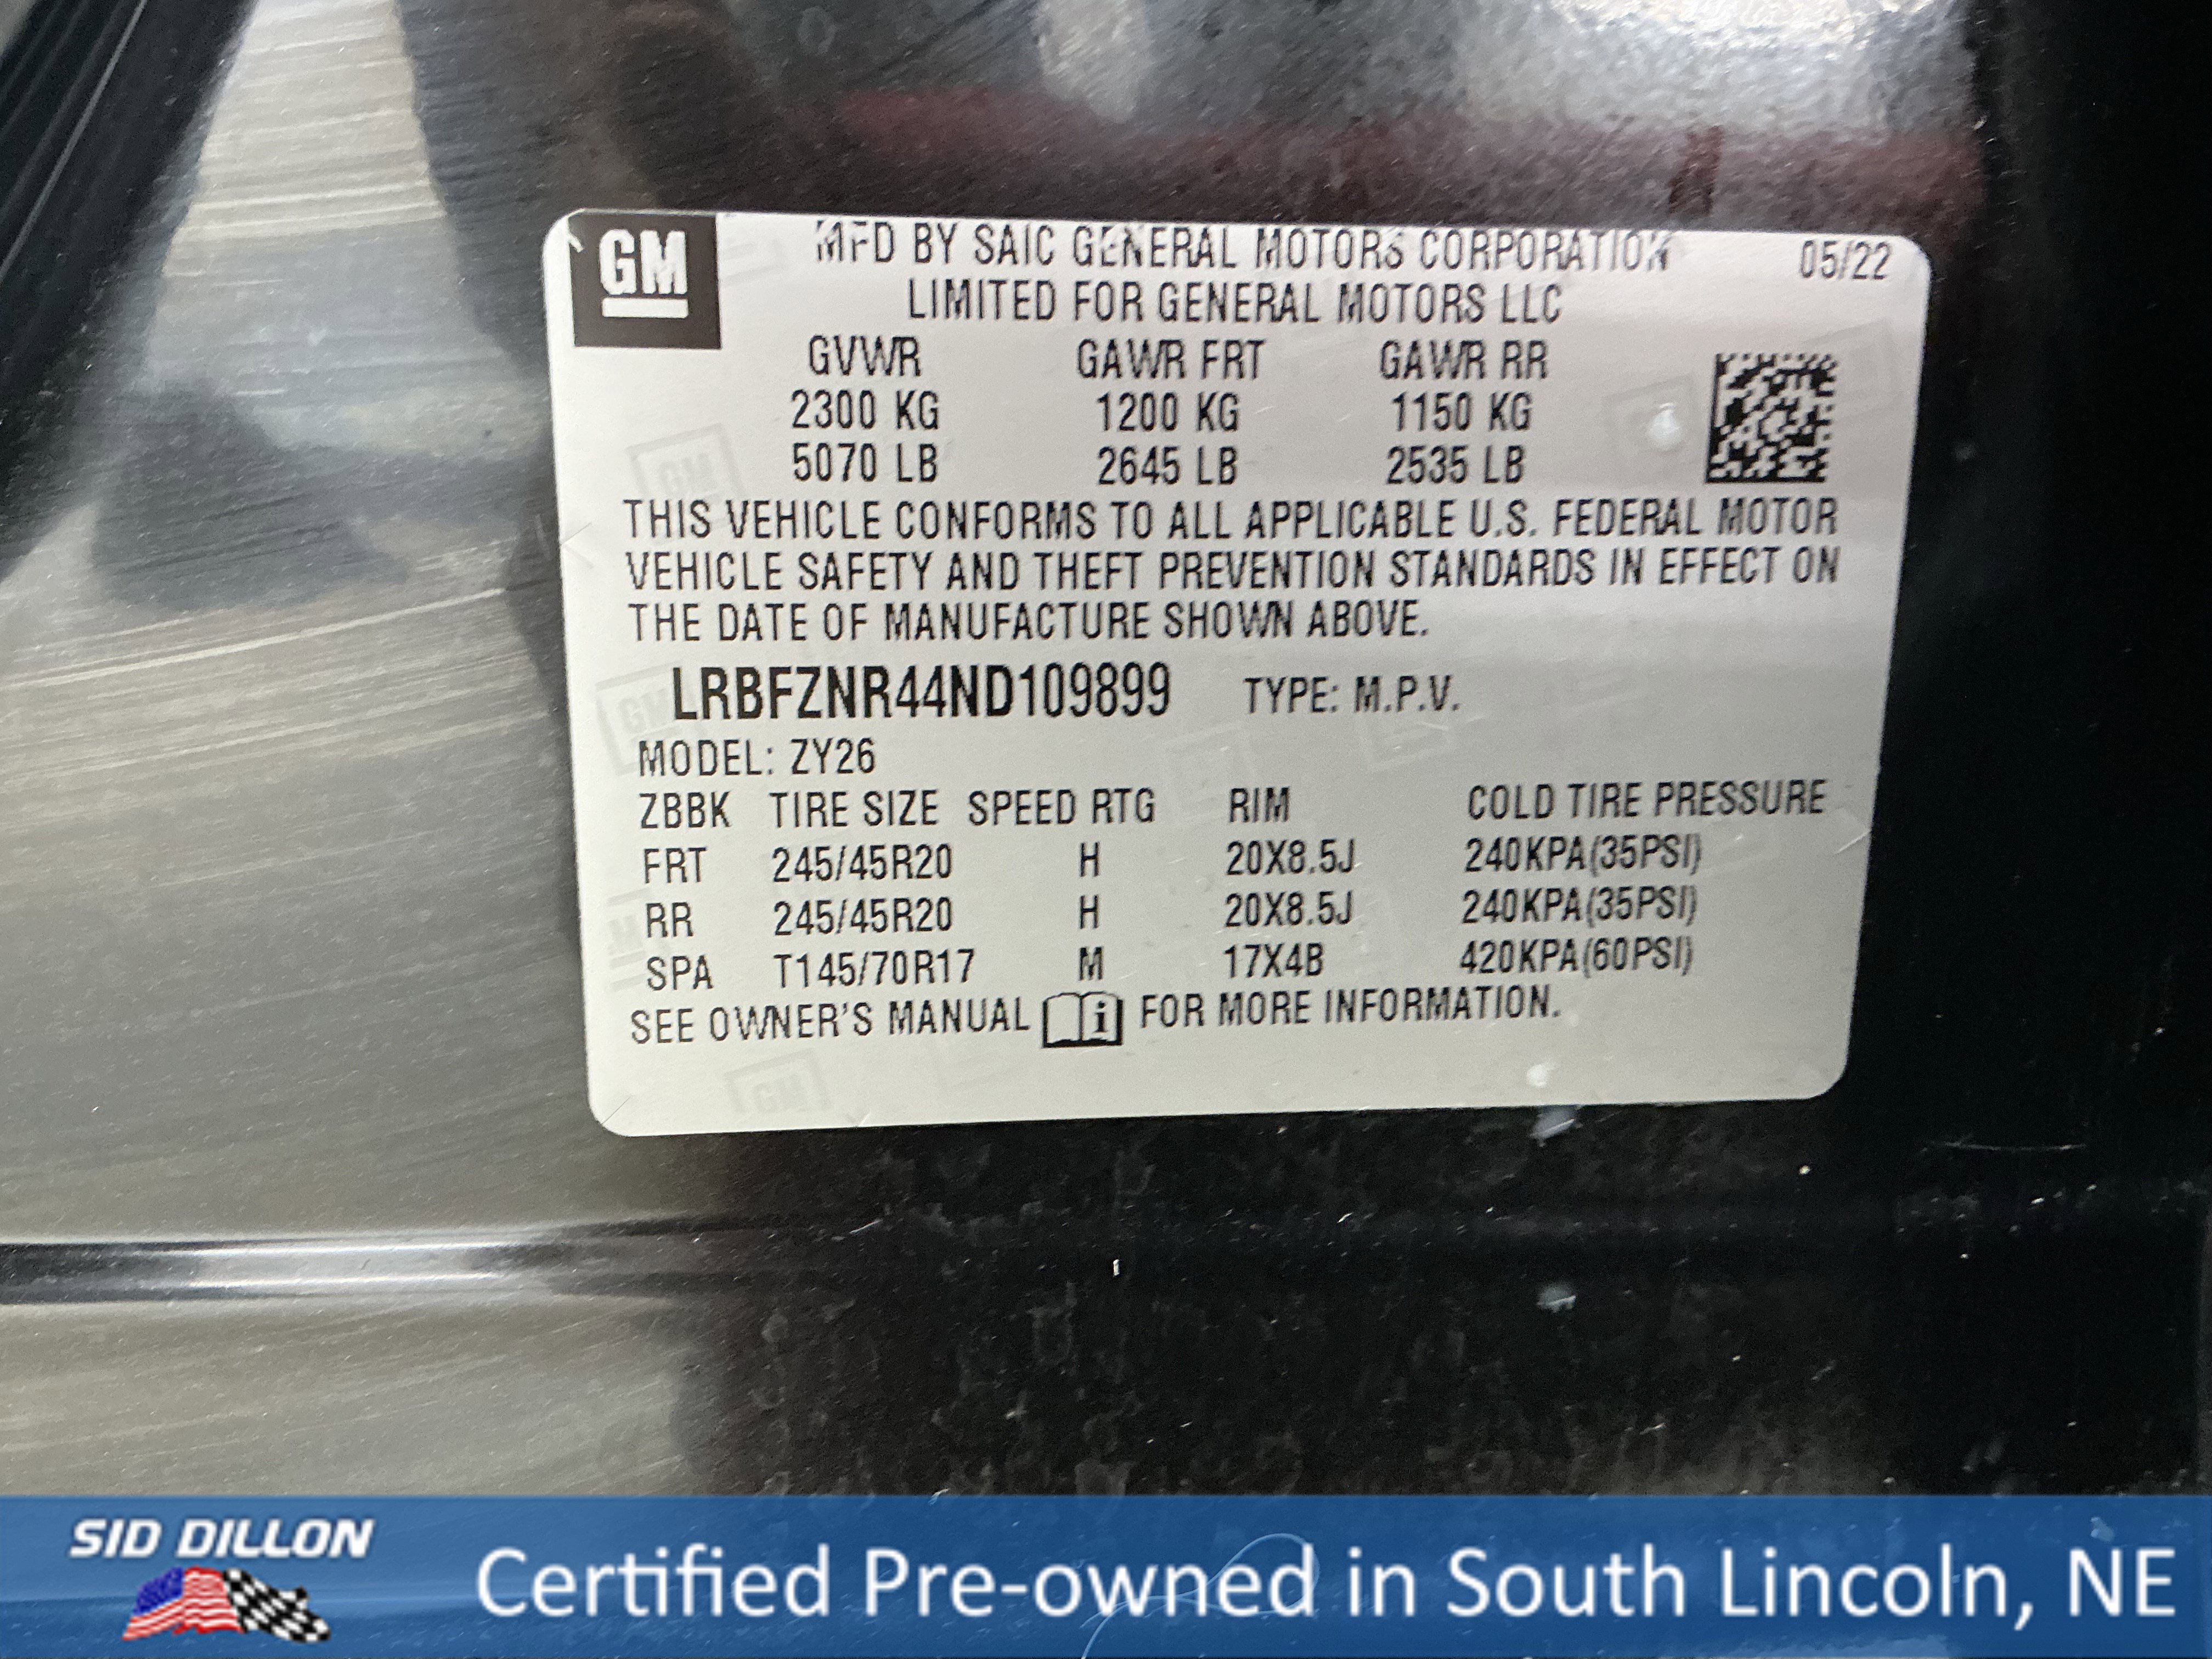 GM
MFD BY SAIC GENERAL MOTORS CORPORATION 05/22
LIMITED FOR GENERAL MOTORS LLC
GVWR GAWR FRT GAWR RR
2300 KG 1200 KG 1150 KG
5070 LB 2645 LB 2535 LB
THIS VEHICLE CONFORMS TO ALL APPLICABLE U.S. FEDERAL MOTOR
VEHICLE SAFETY AND THEFT PREVENTION STANDARDS IN EFFECT ON
THE DATE OF MANUFACTURE SHOWN ABOVE.
LRBFZNR44ND109899 TYPE: M.P.V.
MODEL: ZY26
ZBBK TIRE SIZE SPEED RTG RIM COLD TIRE PRESSURE
FRT 245/45R20 H 20X8.5J 240KPA(35PSI)
RR 245/45R20 H 20X8.5J 240KPA(35PSI)
SPA T145/70R17 M 17X4B 420KPA(60PSI)
SEE OWNER'S MANUAL i FOR MORE INFORMATION.
SID DILLON
Certified Pre-owned in South Lincoln, NE